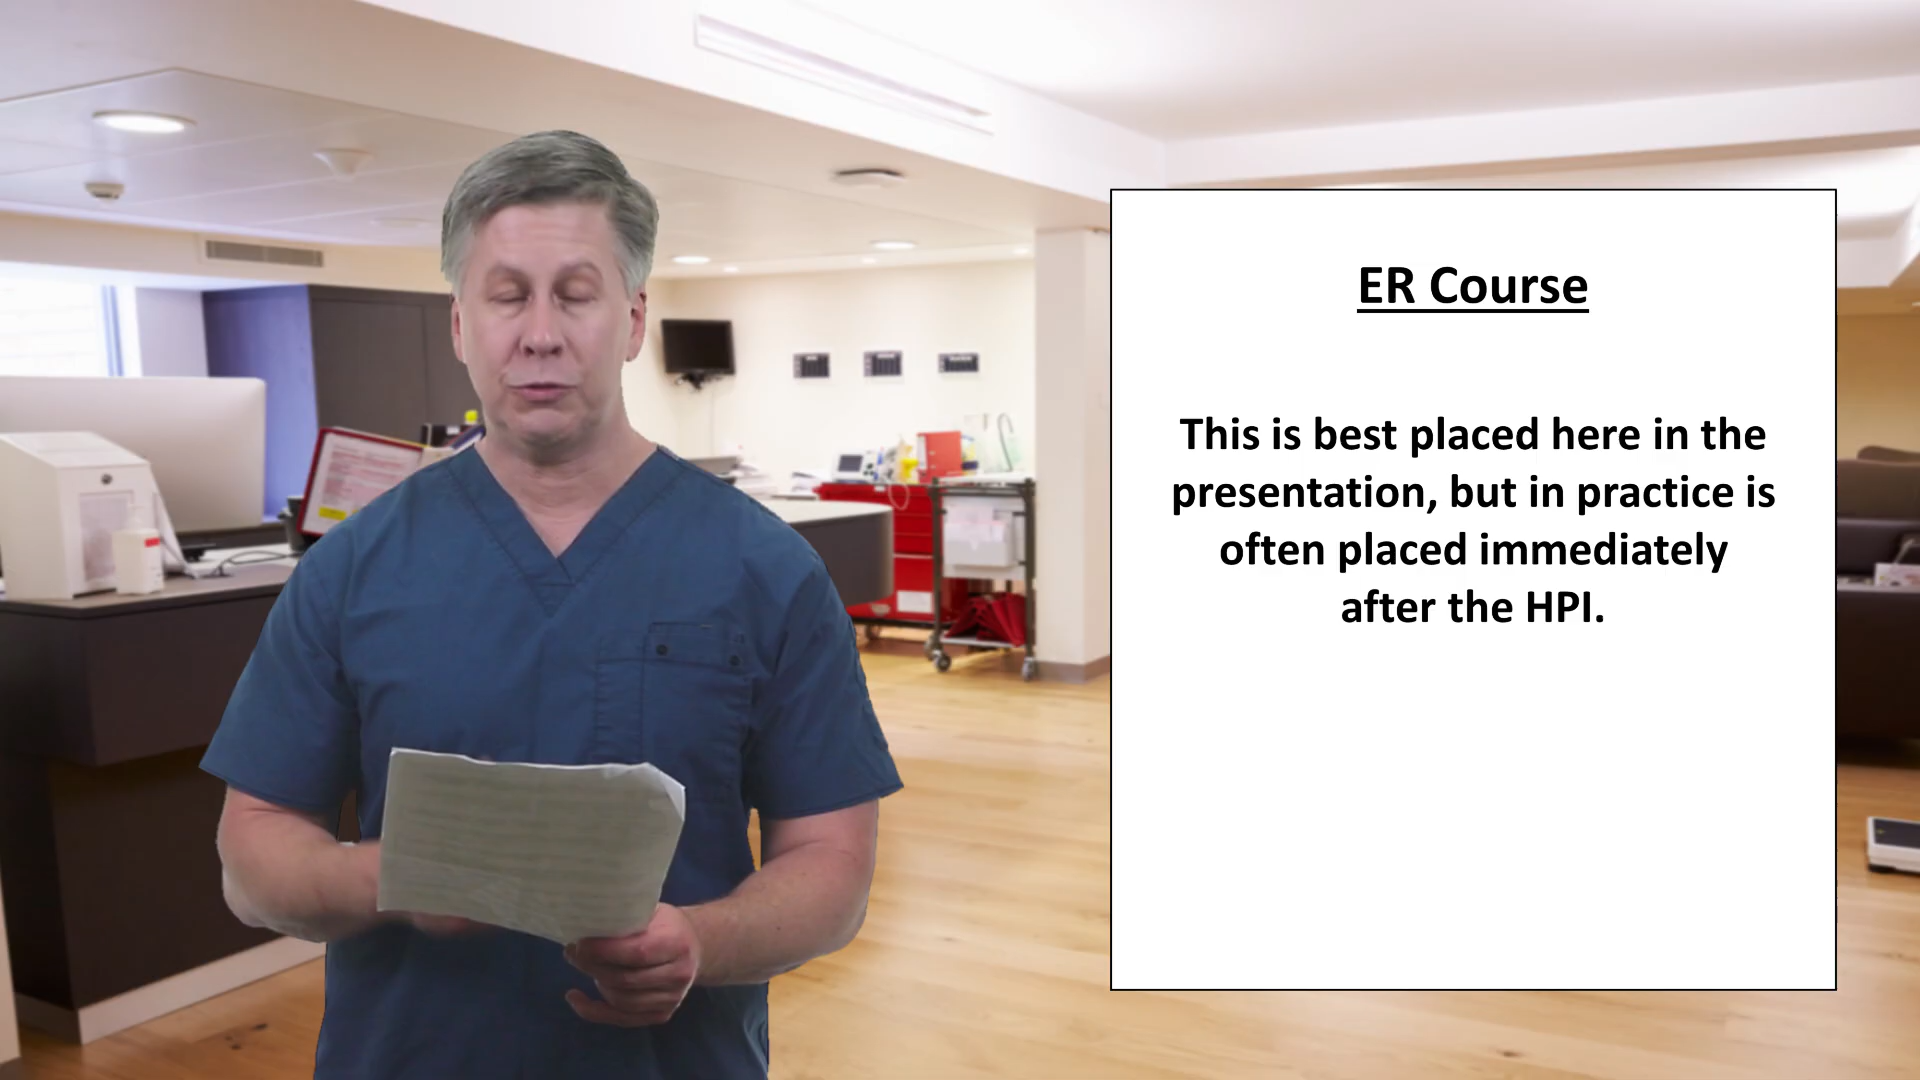 ER Course
This is best placed here in the
presentation, but in practice is
often placed immediately
after the HPI.